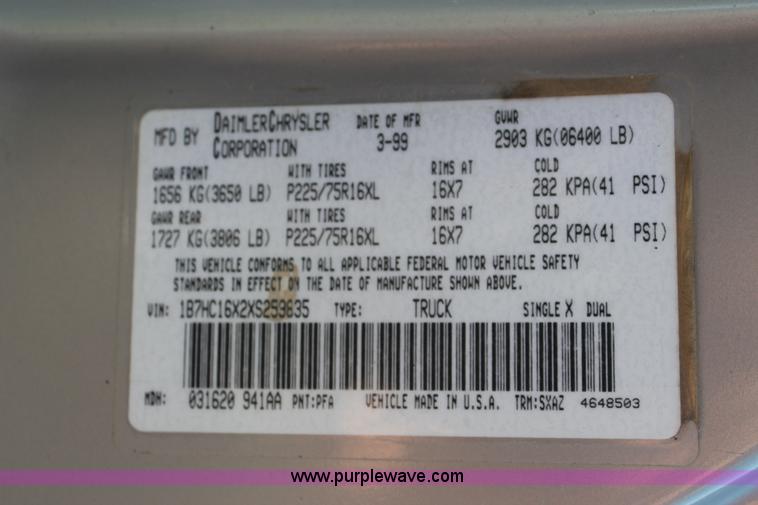 MFD BY DAIMLERCHRYSLER CORPORATION DATE OF MFR 3-99 GVWR 2903 KG(06400 LB)
GAWR FRONT WITH TIRES RIMS AT COLD
1656 KG(3650 LB) P225/75R16XL 16X7 282 KPA(41 PSI)
GAWR REAR WITH TIRES RIMS AT COLD
1727 KG(3806 LB) P225/75R16XL 16X7 282 KPA(41 PSI)
THIS VEHICLE CONFORMS TO ALL APPLICABLE FEDERAL MOTOR VEHICLE SAFETY
STANDARDS IN EFFECT ON THE DATE OF MANUFACTURE SHOWN ABOVE.
VIN: 1B7HC16X2XS259835 TYPE: TRUCK SINGLE X DUAL
MDH: 031620 941AA PNT:PFA VEHICLE MADE IN U.S.A. TRM:SXAZ 4648503
www.purplewave.com